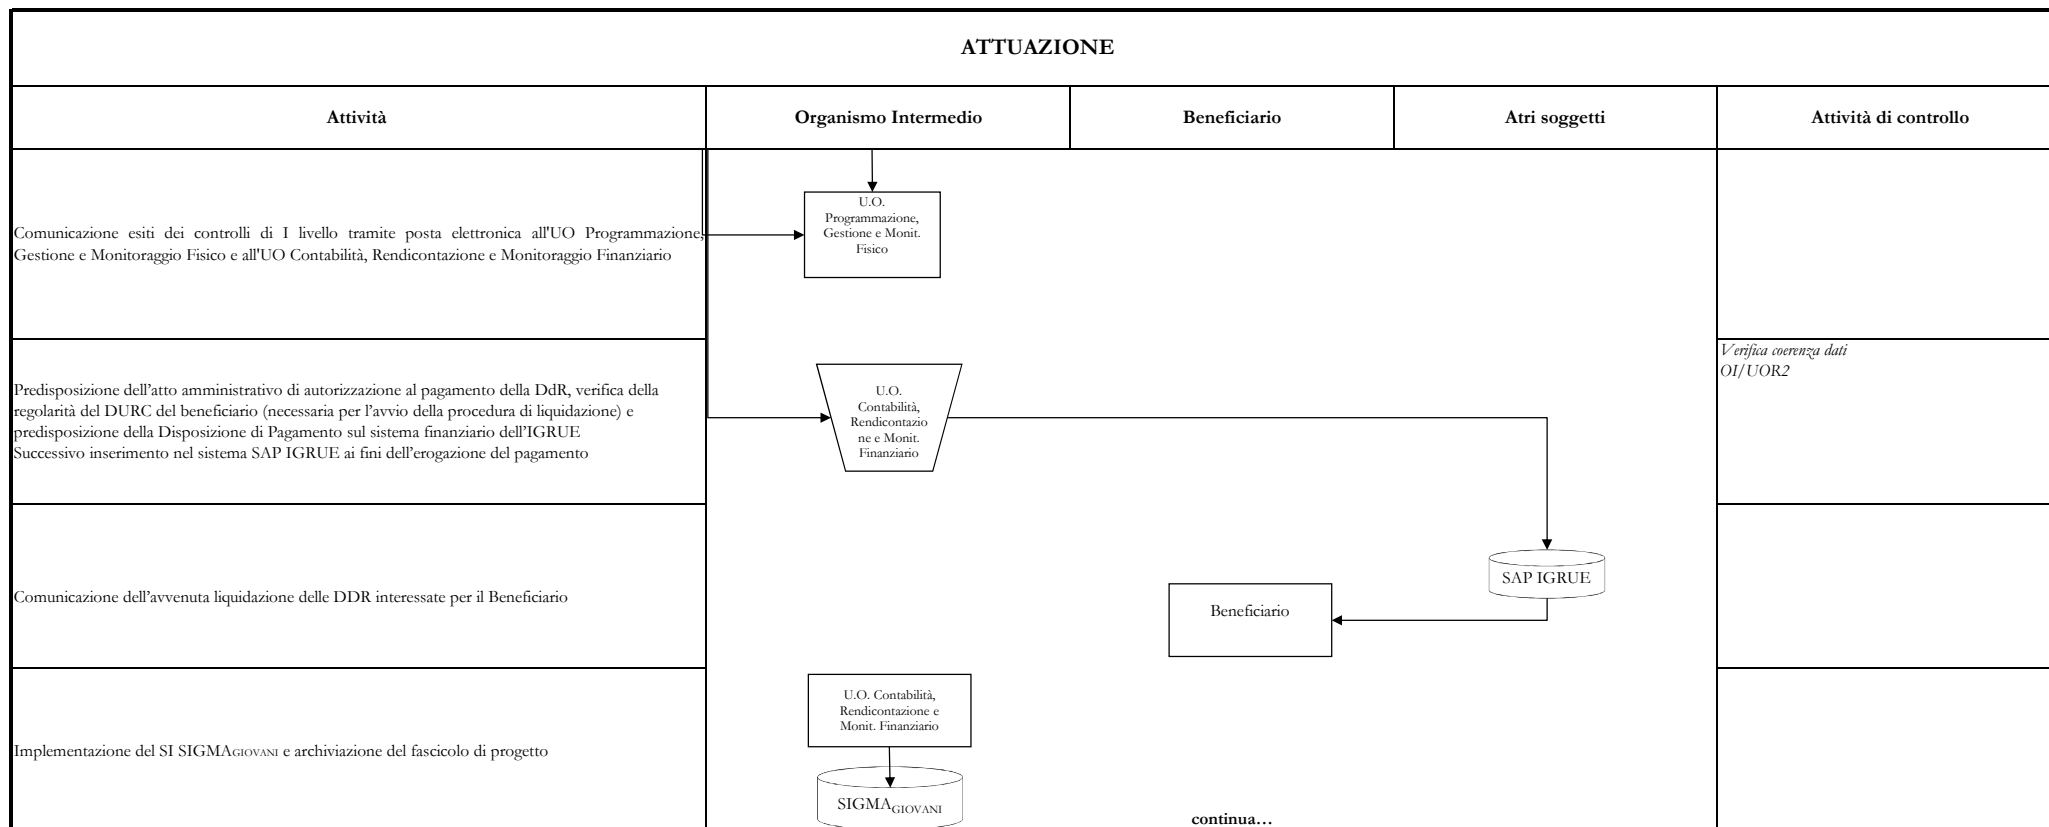 ATTUAZIONE
Attività
Organismo Intermedio
Beneficiario
Atri soggetti
Attività di controllo
Comunicazione esiti dei controlli di I livello tramite posta elettronica all'UO Programmazione,
Gestione e Monitoraggio Fisico e all'UO Contabilità, Rendicontazione e Monitoraggio Finanziario
U.O.
Programmazione,
Gestione e Monit.
Fisico
Predisposizione dell’atto amministrativo di autorizzazione al pagamento della DdR, verifica della
regolarità del DURC del beneficiario (necessaria per l’avvio della procedura di liquidazione) e
predisposizione della Disposizione di Pagamento sul sistema finanziario dell’IGRUE
Successivo inserimento nel sistema SAP IGRUE ai fini dell’erogazione del pagamento
U.O.
Contabilità,
Rendicontazio
ne e Monit.
Finanziario
Verifica coerenza dati
OI/UOR2
Comunicazione dell’avvenuta liquidazione delle DDR interessate per il Beneficiario
SAP IGRUE
Beneficiario
Implementazione del SI SIGMAGIOVANI e archiviazione del fascicolo di progetto
U.O. Contabilità,
Rendicontazione e
Monit. Finanziario
SIGMAGIOVANI
continua…